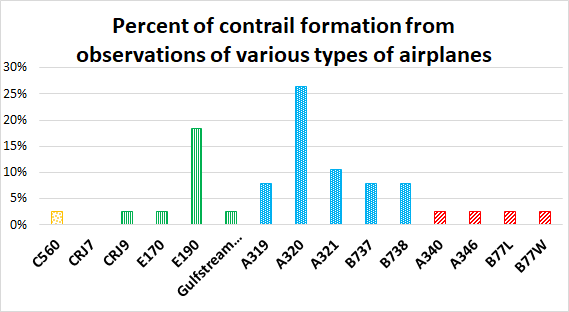 Percent of contrail formation from
observations of various types of airplanes
30%
25%
20%
15%
10%
5%
0%
C560
CRJ7
CRJ9
E170
E190
Gulfstream...
A319
A320
A321
B737
B738
A340
A346
B77L
B77W